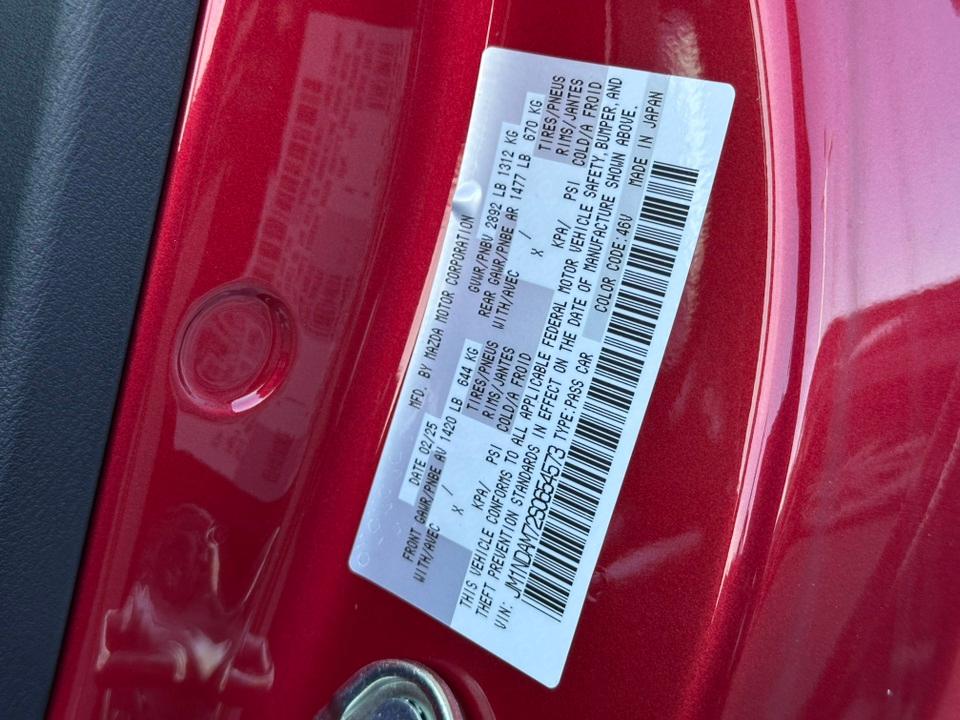 DATE 02/25 MFD. BY MAZDA MOTOR CORPORATION
FRONT GAWR/PNBE AV 1420 LB 644 KG GVWR/PNBV 2892 LB 1312 KG
WITH/AVEC TIRES/PNEUS REAR GAWR/PNBE AR 1477 LB 670 KG
X / RIMS/JANTES WITH/AVEC TIRES/PNEUS
KPA/ PSI COLD/A FROID X / RIMS/JANTES
KPA/ PSI COLD/A FROID
THIS VEHICLE CONFORMS TO ALL APPLICABLE FEDERAL MOTOR VEHICLE SAFETY, BUMPER, AND
THEFT PREVENTION STANDARDS IN EFFECT ON THE DATE OF MANUFACTURE SHOWN ABOVE.
VIN: JM1NDAM72S0654573 TYPE:PASS CAR COLOR CODE:46V MADE IN JAPAN